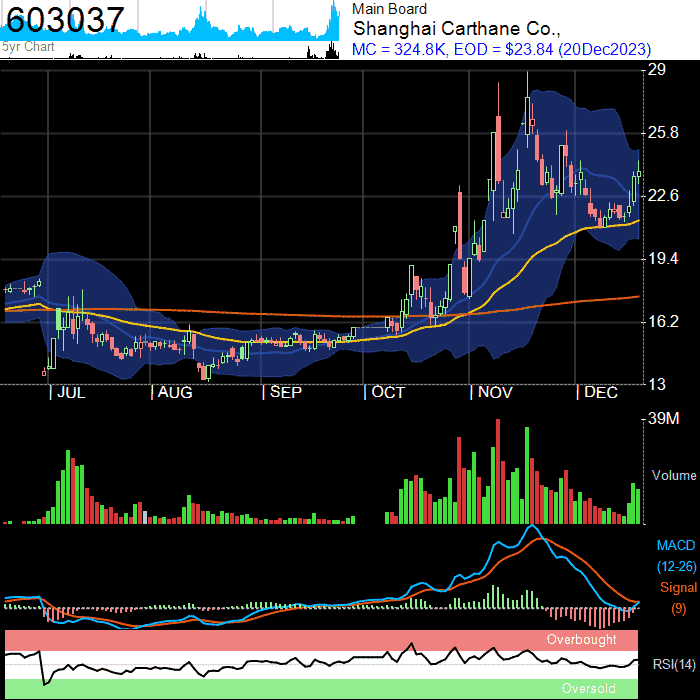 603037
5yr Chart
Main Board
Shanghai Carthane Co.,
MC = 324.8K, EOD = $23.84 (20Dec2023)
29
25.8
22.6
19.4
16.2
13
| JUL | AUG | SEP | OCT | NOV | DEC
39M
Volume
MACD
(12-26)
Signal
(9)
Overbought
RSI(14)
Oversold